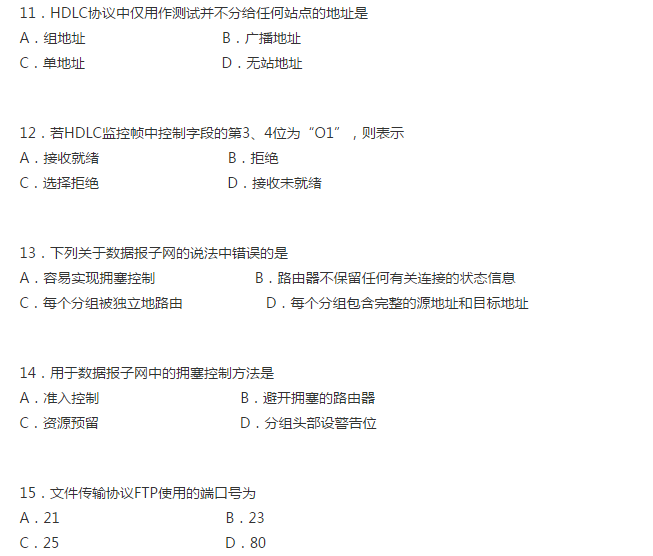 11．HDLC协议中仅用作测试并不分给任何站点的地址是
A．组地址 B．广播地址
C．单地址 D．无站地址
12．若HDLC监控帧中控制字段的第3、4位为“O1”，则表示
A．接收就绪 B．拒绝
C．选择拒绝 D．接收未就绪
13．下列关于数据报子网的说法中错误的是
A．容易实现拥塞控制 B．路由器不保留任何有关连接的状态信息
C．每个分组被独立地路由 D．每个分组包含完整的源地址和目标地址
14．用于数据报子网中的拥塞控制方法是
A．准入控制 B．避开拥塞的路由器
C．资源预留 D．分组头部设警告位
15．文件传输协议FTP使用的端口号为
A．21 B．23
C．25 D．80